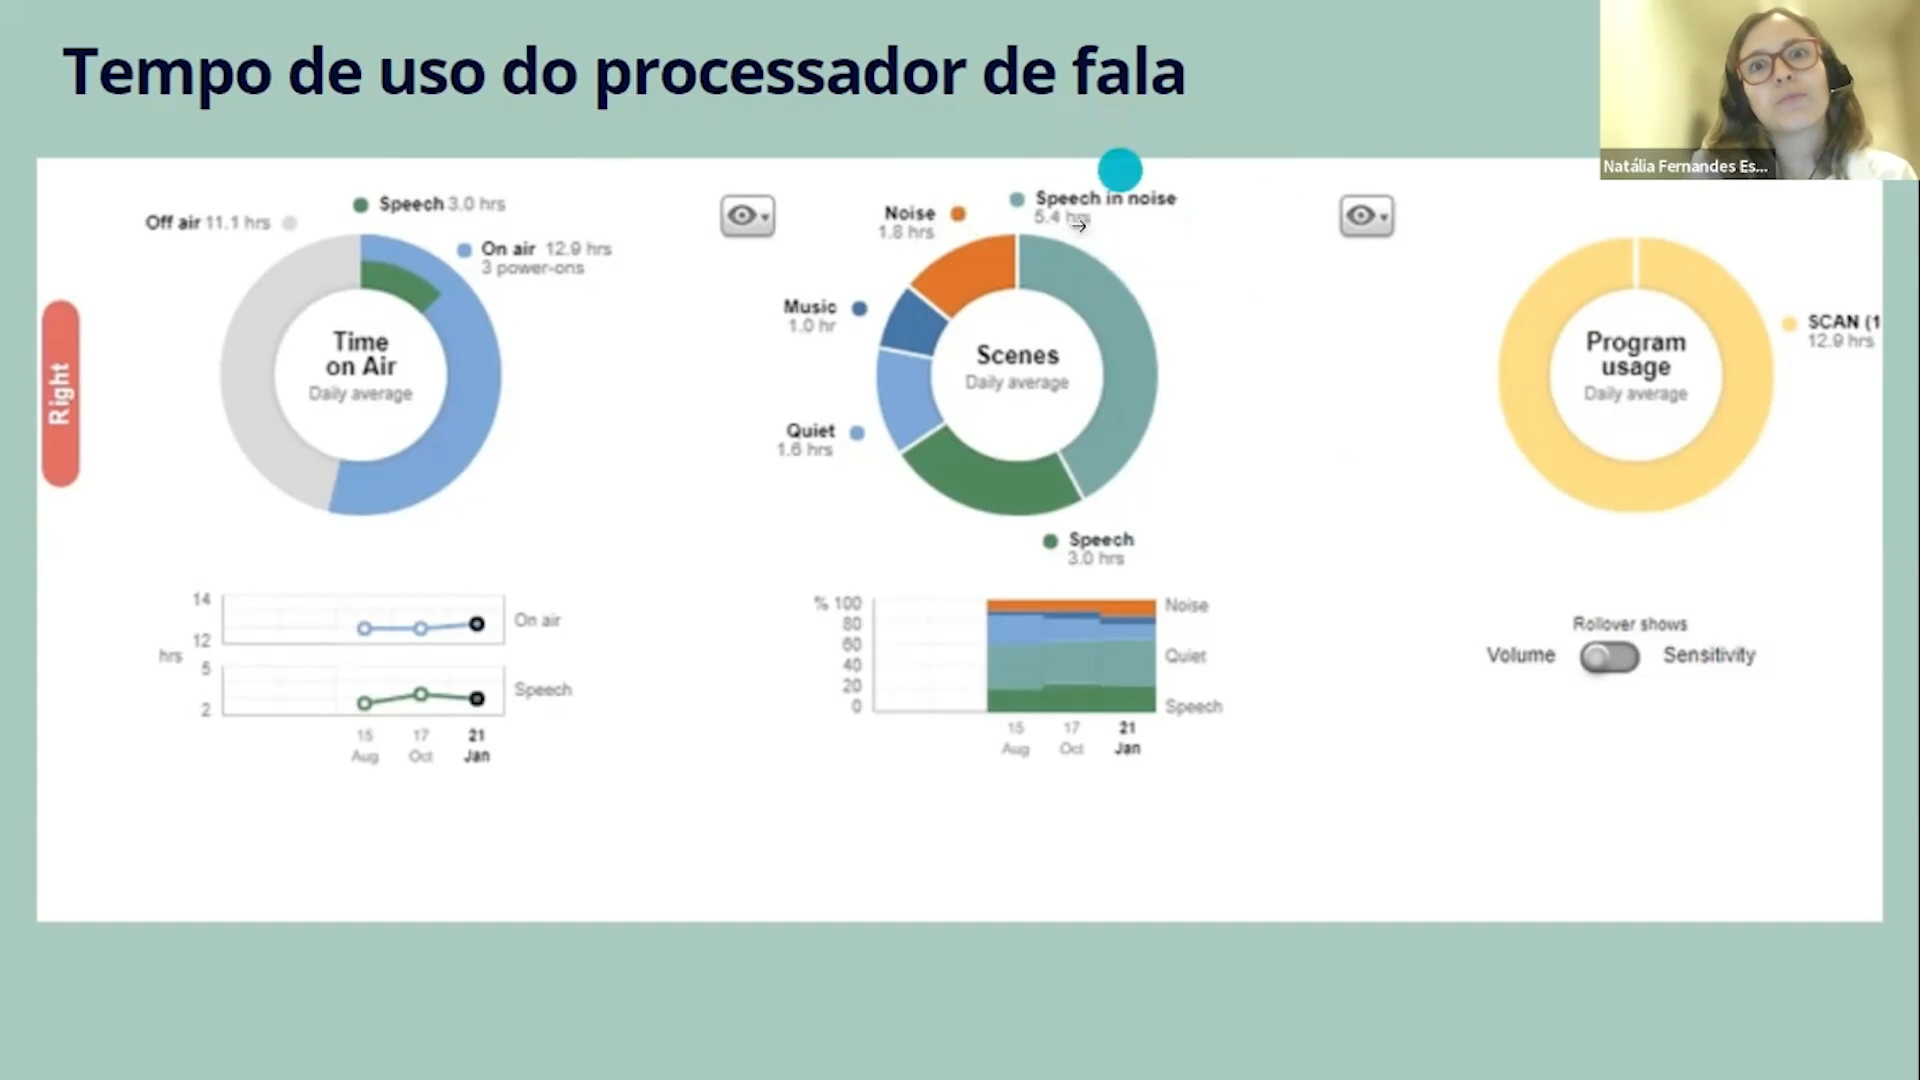 Tempo de uso do processador de fala
Natália Fernandes Es...
Right
Off air 11.1 hrs
Speech 3.0 hrs
On air 12.9 hrs
3 power-ons
Time
on Air
Daily average
Noise
1.8 hrs
Speech in noise
5.4 hrs
Music
1.0 hr
Quiet
1.6 hrs
Scenes
Daily average
Speech
3.0 hrs
Program
usage
Daily average
SCAN (1
12.9 hrs
14
12
hrs
5
2
On air
Speech
15 17 21
Aug Oct Jan
% 100
80
60
40
20
0
Noise
Quiet
Speech
15 17 21
Aug Oct Jan
Rollover shows
Volume Sensitivity